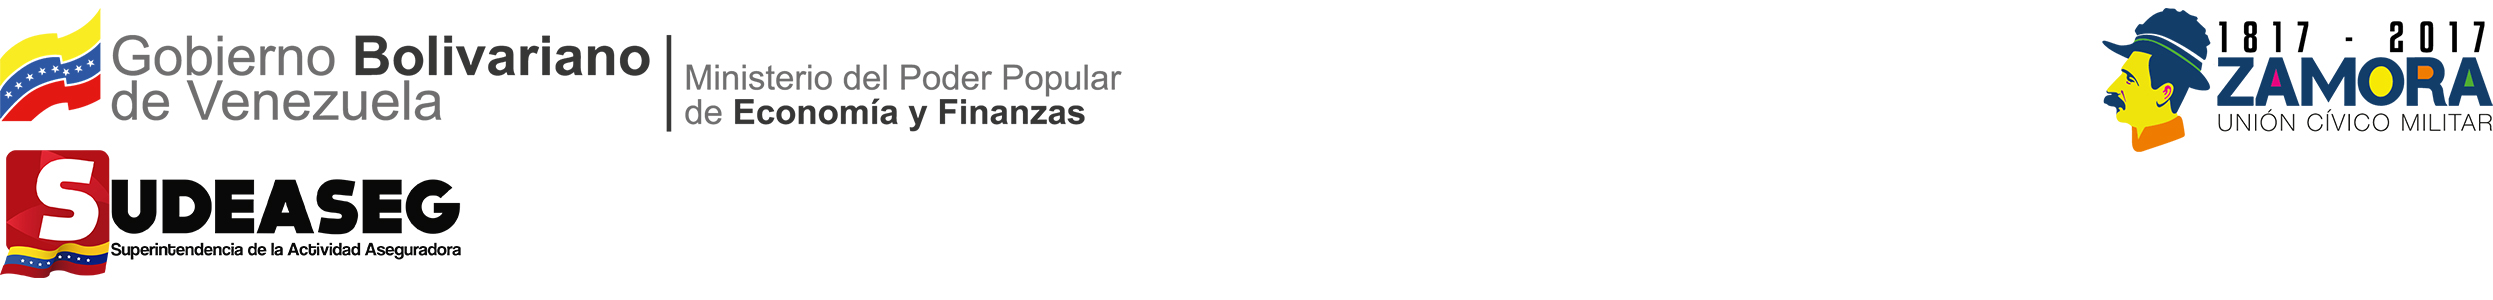 Gobierno Bolivariano
de Venezuela
Ministerio del Poder Popular
de Economía y Finanzas
1817 - 2017
ZAMORA
UNIÓN CÍVICO MILITAR
SUDEASEG
Superintendencia de la Actividad Aseguradora